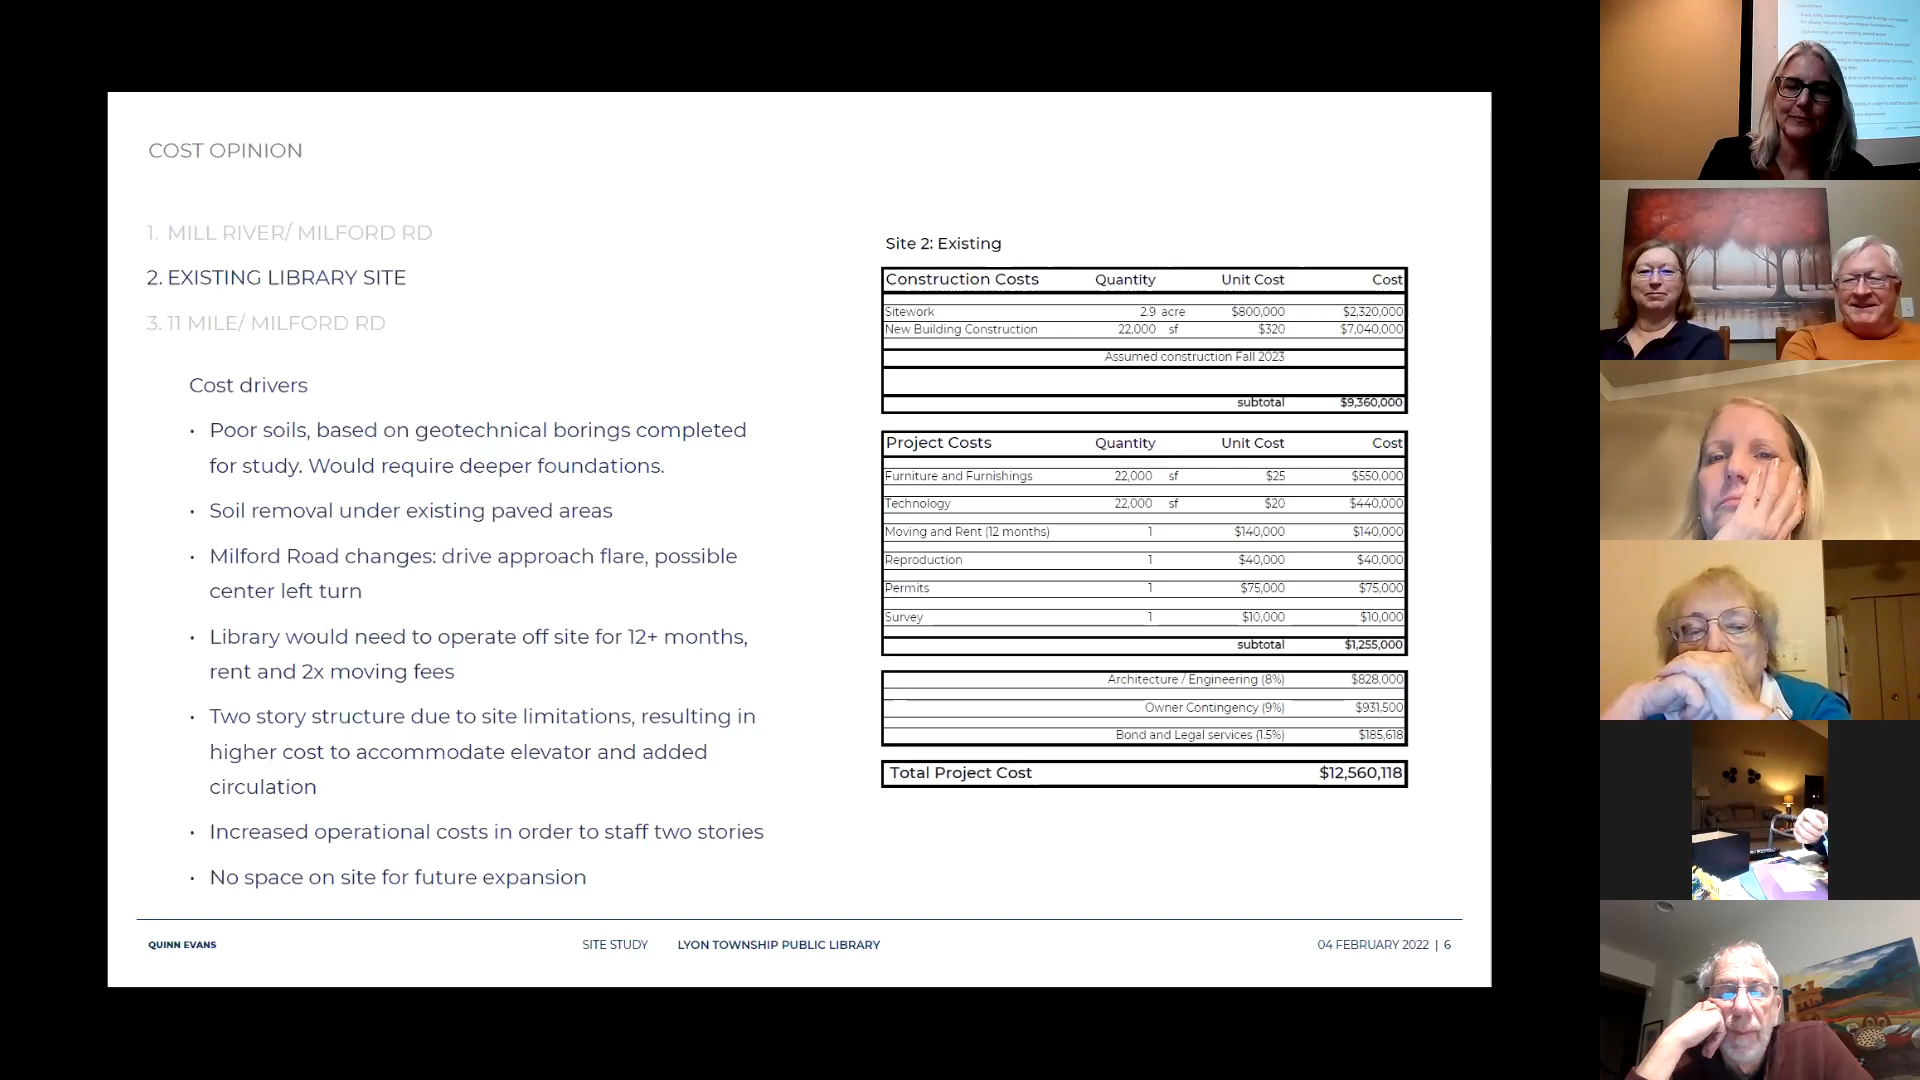 COST OPINION
1. MILL RIVER/ MILFORD RD
2. EXISTING LIBRARY SITE
3. 11 MILE/ MILFORD RD
Cost drivers
· Poor soils, based on geotechnical borings completed
for study. Would require deeper foundations.
· Soil removal under existing paved areas
· Milford Road changes: drive approach flare, possible
center left turn
· Library would need to operate off site for 12+ months,
rent and 2x moving fees
· Two story structure due to site limitations, resulting in
higher cost to accommodate elevator and added
circulation
· Increased operational costs in order to staff two stories
· No space on site for future expansion
Site 2: Existing
Construction Costs Quantity Unit Cost Cost
Sitework 2.9 acre $800,000 $2,320,000
New Building Construction 22,000 sf $320 $7,040,000
Assumed construction Fall 2023
subtotal $9,360,000
Project Costs Quantity Unit Cost Cost
Furniture and Furnishings 22,000 sf $25 $550,000
Technology 22,000 sf $20 $440,000
Moving and Rent (12 months) 1 $140,000 $140,000
Reproduction 1 $40,000 $40,000
Permits 1 $75,000 $75,000
Survey 1 $10,000 $10,000
subtotal $1,255,000
Architecture / Engineering (8%) $828,000
Owner Contingency (9%) $931,500
Bond and Legal services (1.5%) $185,618
Total Project Cost $12,560,118
QUINN EVANS SITE STUDY LYON TOWNSHIP PUBLIC LIBRARY 04 FEBRUARY 2022 | 6